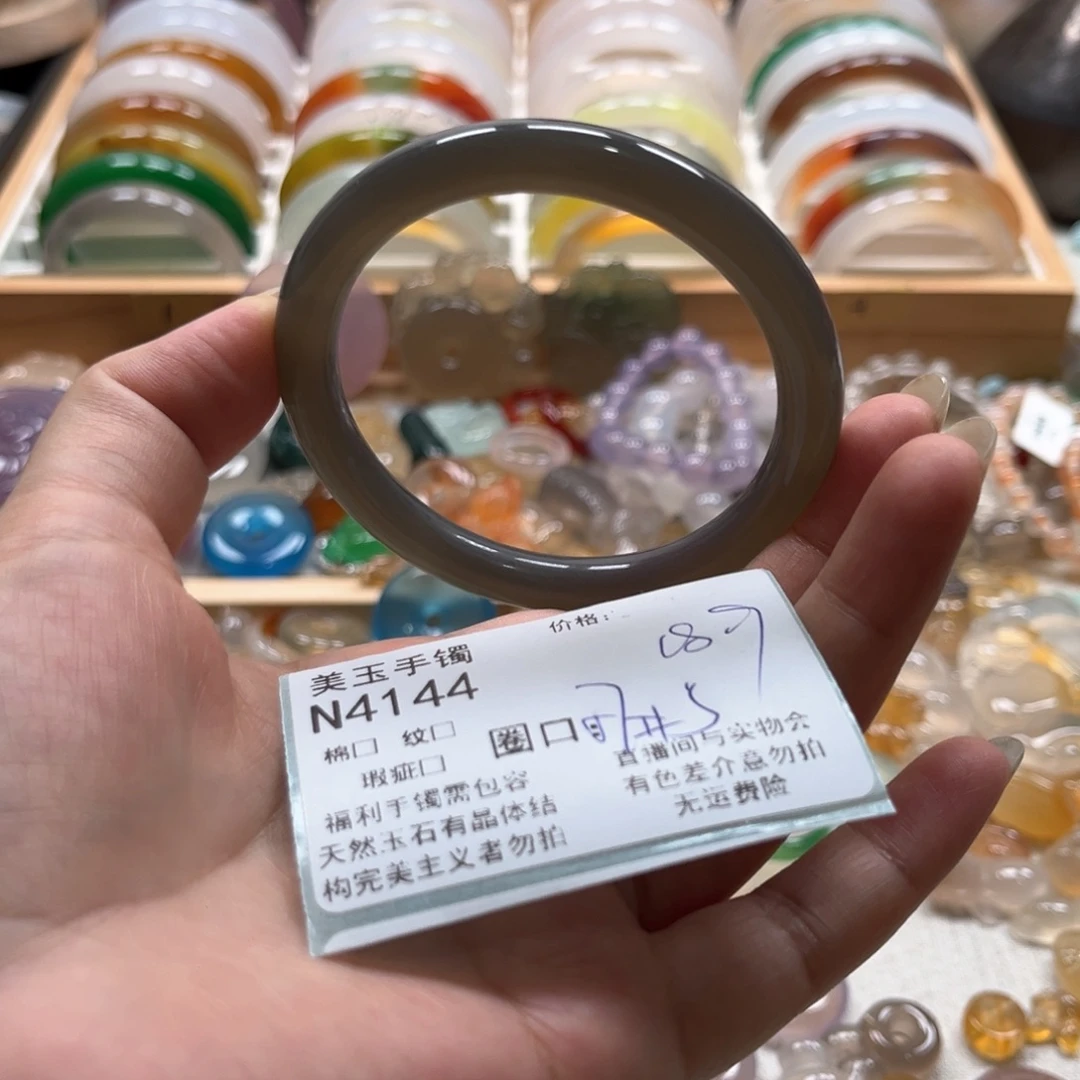 价格:
美玉手镯
N4144
棉□ 纹□ 圈口:
瑕疵□
福利手镯需包容
天然玉石有晶体结
构完美主义者勿拍
直播间与实物会
有色差介意勿拍
无运费险